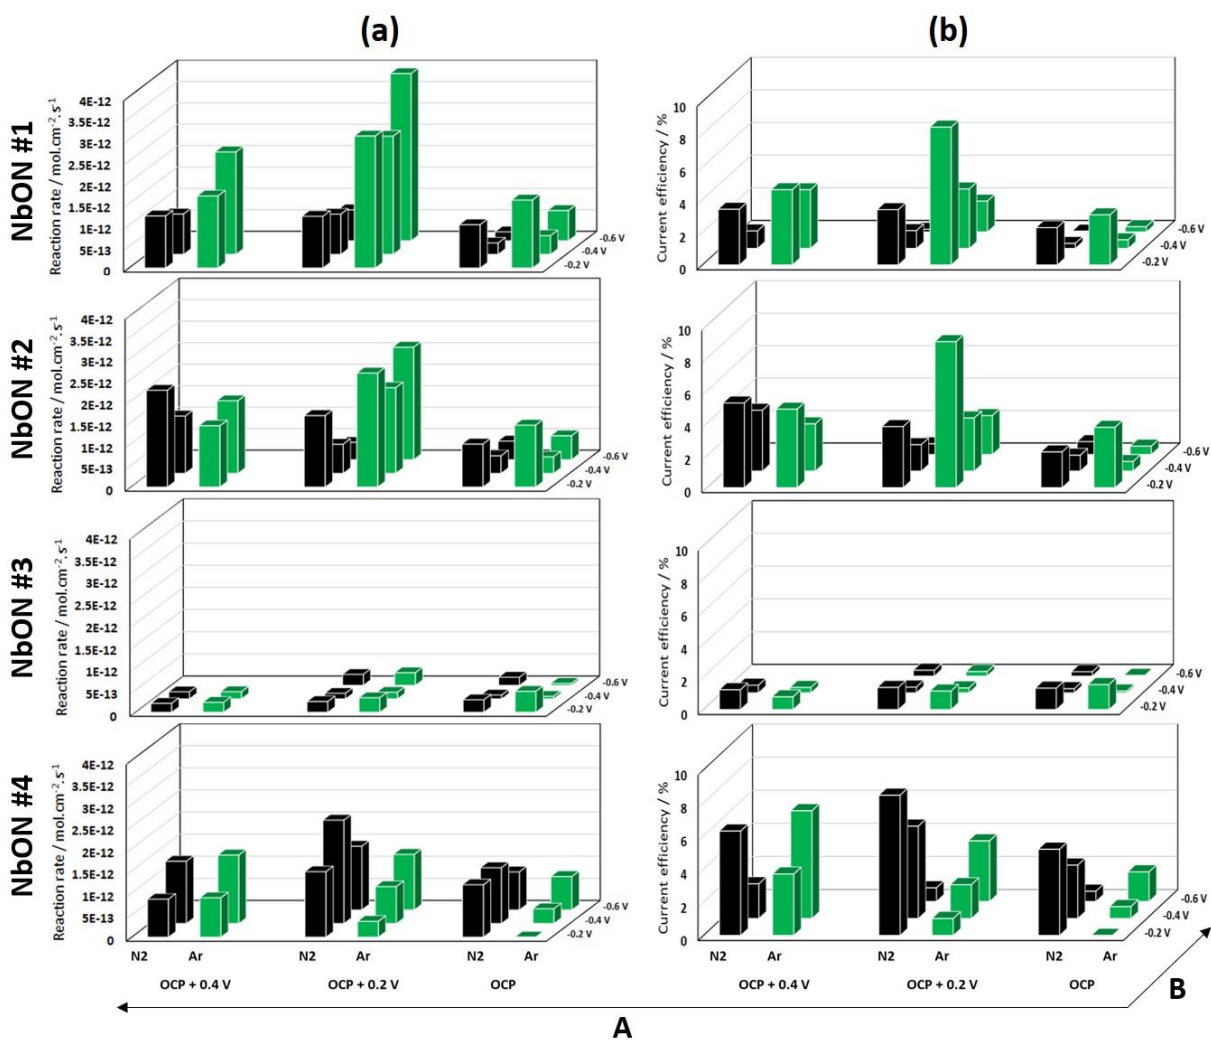 (a)
(b)
NbON #1
Reaction rate / mol.cm-2.s-1
4E-12
3.5E-12
3E-12
2.5E-12
2E-12
1.5E-12
1E-12
5E-13
0
-0.6 V
-0.4 V
-0.2 V
Current efficiency / %
10
8
6
4
2
0
-0.6 V
-0.4 V
-0.2 V
NbON #2
Reaction rate / mol.cm-2.s-1
4E-12
3.5E-12
3E-12
2.5E-12
2E-12
1.5E-12
1E-12
5E-13
0
-0.6 V
-0.4 V
-0.2 V
Current efficiency / %
10
8
6
4
2
0
-0.6 V
-0.4 V
-0.2 V
NbON #3
Reaction rate / mol.cm-2.s-1
4E-12
3.5E-12
3E-12
2.5E-12
2E-12
1.5E-12
1E-12
5E-13
0
-0.6 V
-0.4 V
-0.2 V
Current efficiency / %
10
8
6
4
2
0
-0.6 V
-0.4 V
-0.2 V
NbON #4
Reaction rate / mol.cm-2.s-1
4E-12
3.5E-12
3E-12
2.5E-12
2E-12
1.5E-12
1E-12
5E-13
0
-0.6 V
-0.4 V
-0.2 V
Current efficiency / %
10
8
6
4
2
0
-0.6 V
-0.4 V
-0.2 V
N2 Ar N2 Ar N2 Ar
OCP + 0.4 V OCP + 0.2 V OCP
N2 Ar N2 Ar N2 Ar
OCP + 0.4 V OCP + 0.2 V OCP
B
A